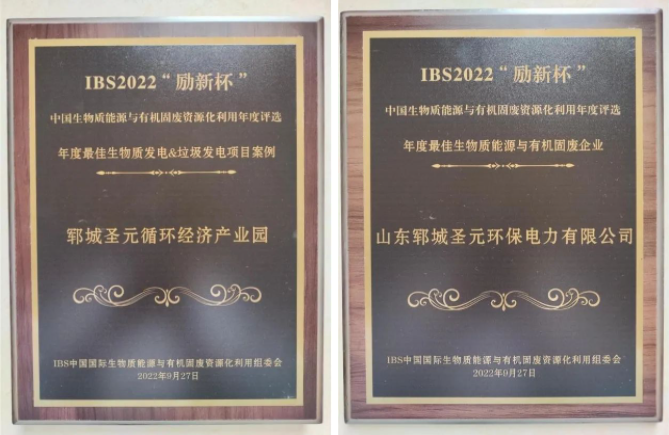 IBS2022“励新杯”
中国生物质能源与有机固废资源化利用年度评选
年度最佳生物质发电&垃圾发电项目案例
郓城圣元循环经济产业园
IBS中国国际生物质能源与有机固废资源化利用组委会
2022年9月27日
IBS2022“励新杯”
中国生物质能源与有机固废资源化利用年度评选
年度最佳生物质能源与有机固废企业
山东郓城圣元环保电力有限公司
IBS中国国际生物质能源与有机固废资源化利用组委会
2022年9月27日